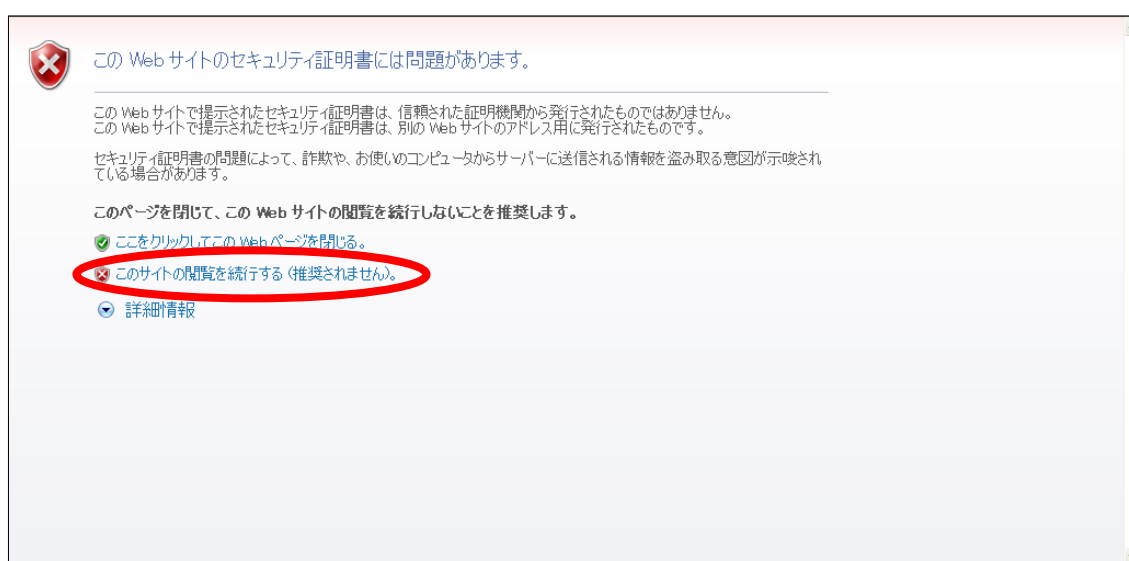 この Web サイトのセキュリティ証明書には問題があります。
この Web サイトで提示されたセキュリティ証明書は、信頼された証明機関から発行されたものではありません。
この Web サイトで提示されたセキュリティ証明書は、別の Web サイトのアドレス用に発行されたものです。
セキュリティ証明書の問題によって、詐欺や、お使いのコンピュータからサーバーに送信される情報を盗み取る意図が示唆され
ている場合があります。
このページを閉じて、この Web サイトの閲覧を続行しないことを推奨します。
ここをクリックしてこの Web ページを閉じる。
このサイトの閲覧を続行する (推奨されません)。
詳細情報